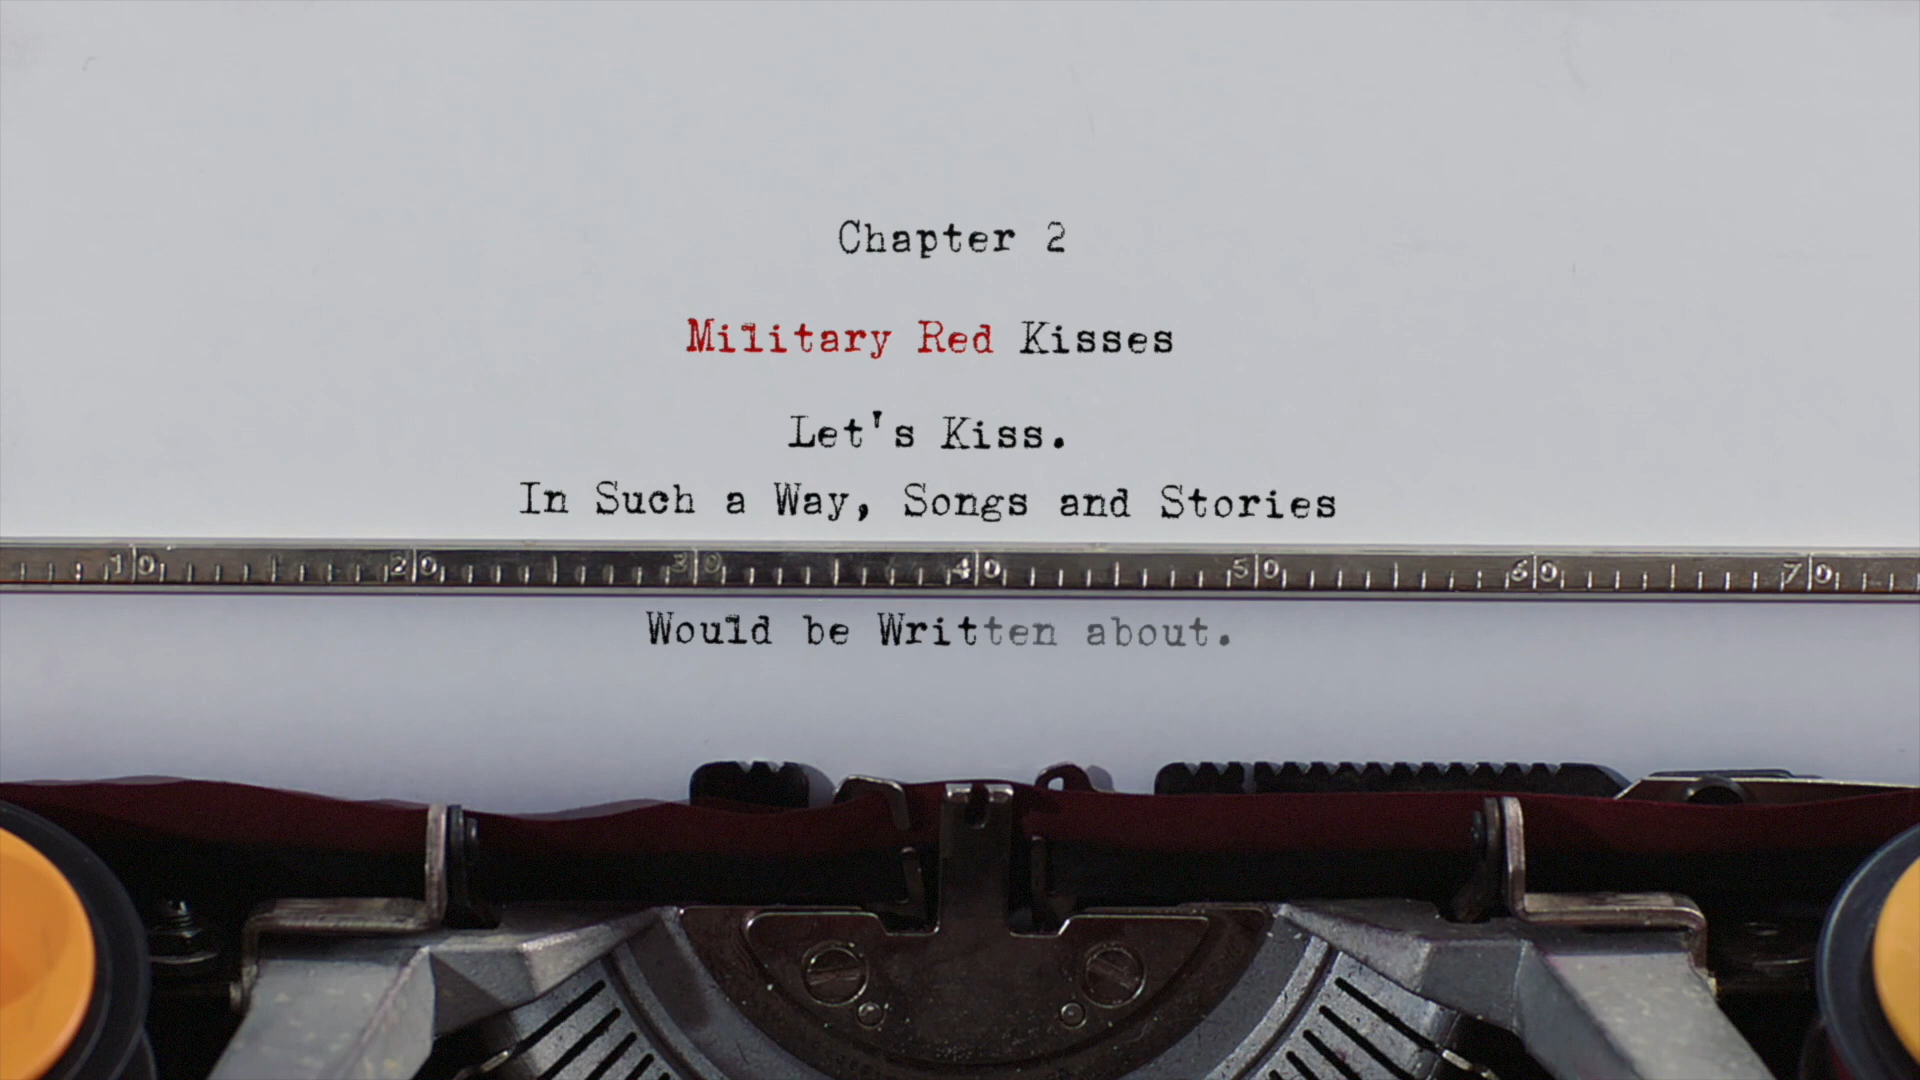 Chapter 2
Military Red Kisses
Let's Kiss.
In Such a Way, Songs and Stories
10 20 30 40 50 60 70
Would be Written about.